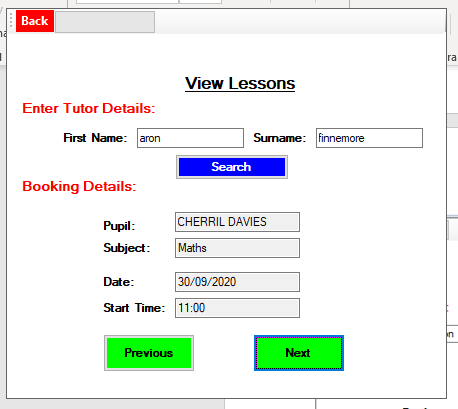 Back
View Lessons
Enter Tutor Details:
First Name: aron Surname: finnemore
Search
Booking Details:
Pupil: CHERRIL DAVIES
Subject: Maths
Date: 30/09/2020
Start Time: 11:00
Previous Next